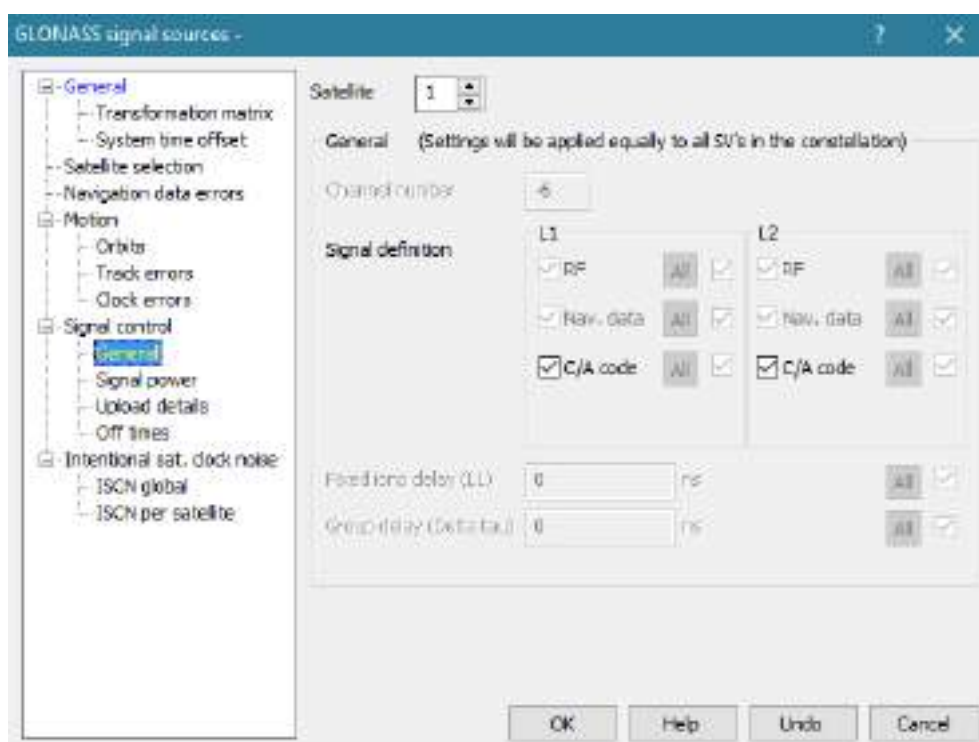 GLONASS signal sources - ? ×
General
Transformation matrix
System time offset
Satellite selection
Navigation data errors
Motion
Orbits
Track errors
Clock errors
Signal control
General
Signal power
Upload details
Off times
Intentional sat. clock noise
ISCN global
ISCN per satellite
Satellite 1
General (Settings will be applied equally to all SV's in the constellation)
Channel number -6
Signal definition
L1
RF All
Nav. data All
C/A code All
L2
RF All
Nav. data All
C/A code All
Fixed iono delay (L1) 0 ns All
Group delay (Delta tau) 0 ns All
OK Help Undo Cancel